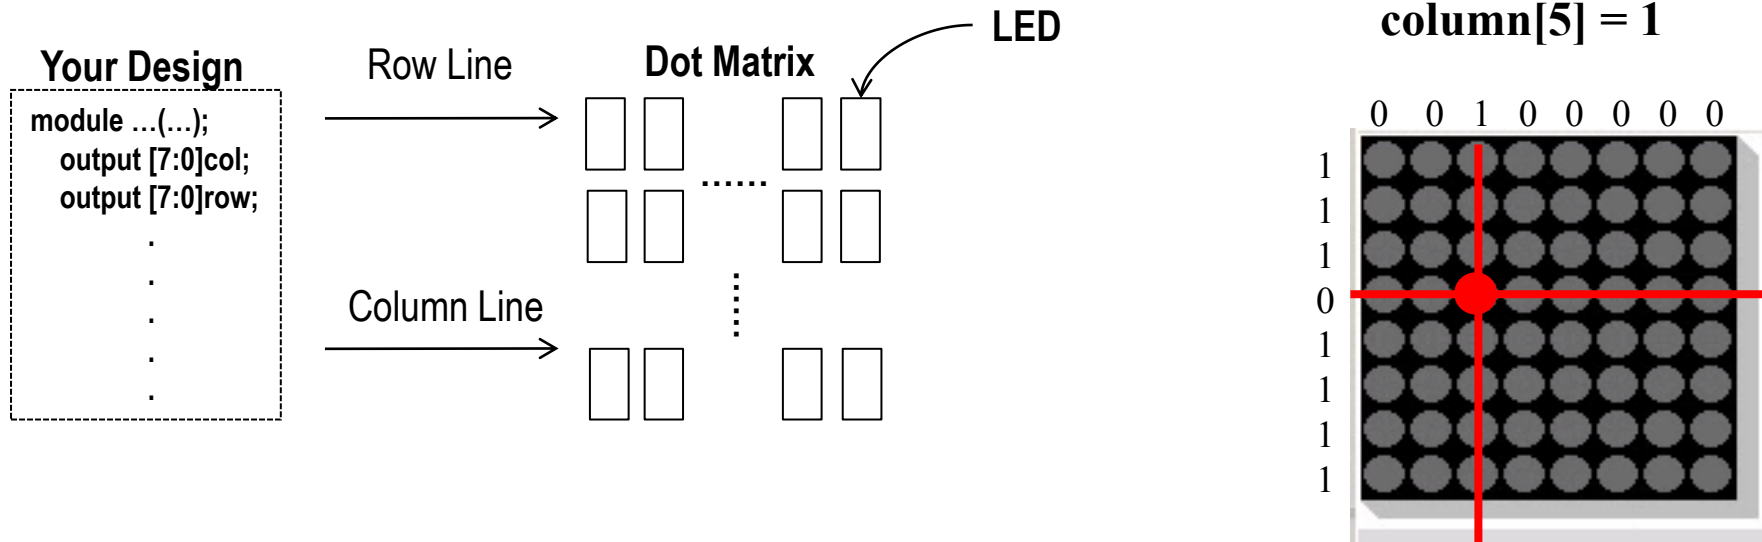 Your Design
module ...(...);
output [7:0]col;
output [7:0]row;
.
.
.
.
.
Row Line
Column Line
Dot Matrix
......
......
LED
column[5] = 1
0 0 1 0 0 0 0 0
1
1
1
0
1
1
1
1